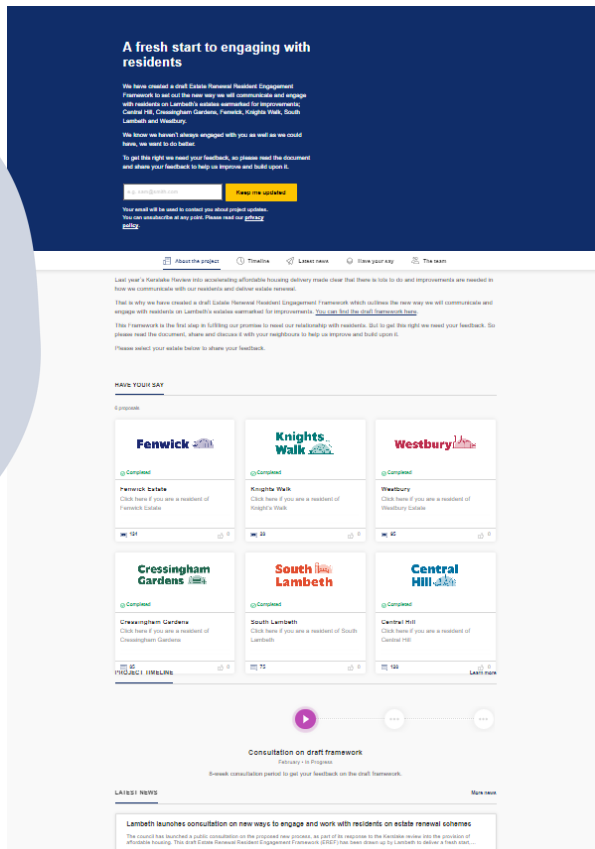 A fresh start to engaging with
residents
We have created a draft Estate Renewal Resident Engagement
Framework to set out the new way we will communicate and engage
with residents on Lambeth's estates earmarked for improvements;
Central Hill, Cressingham Gardens, Fenwick, Knights Walk, South
Lambeth and Westbury.
We know we haven't always engaged with you as well as we could
have, we want to do better.
To get this right we need your feedback, so please read the document
and share your feedback to help us improve and build upon it.
Keep me updated
Your email will be used to contact you about project updates.
You can unsubscribe at any point. Please read our privacy
policy.
About the project Timeline Latest news Have your say The team
Last year's Kerslake Review into accelerating affordable housing delivery made clear that there is lots to do and improvements are needed in
how we communicate with our residents and deliver estate renewal.
That is why we have created a draft Estate Renewal Resident Engagement Framework which outlines the new way we will communicate and
engage with residents on Lambeth's estates earmarked for improvements. You can find the draft framework here.
This Framework is the first step in fulfilling our promise to reset our relationship with residents. But to get this right we need your feedback. So
please read the document, share and discuss it with your neighbours to help us improve and build upon it.
Please select your estate below to share your feedback.
HAVE YOUR SAY
6 proposals
Fenwick
Completed
Fenwick Estate
Click here if you are a resident of
Fenwick Estate
191 0
Knights
Walk
Completed
Knights Walk
Click here if you are a resident of
Knight's Walk
0
Westbury
Completed
Westbury
Click here if you are a resident of
Westbury Estate
0
Cressingham
Gardens
Completed
Cressingham Gardens
Click here if you are a resident of
Cressingham Gardens
0
South
Lambeth
Completed
South Lambeth
Click here if you are a resident of South
Lambeth
75 0
Central
Hill
Completed
Central Hill
Click here if you are a resident of
Central Hill
0
PROJECT TIMELINE Learn more
Consultation on draft framework
February • In Progress
8-week consultation period to get your feedback on the draft framework.
LATEST NEWS More news
Lambeth launches consultation on new ways to engage and work with residents on estate renewal schemes
The council has launched a public consultation on the proposed new process, as part of its response to the Kerslake review into the provision of
affordable housing. This draft Estate Renewal Resident Engagement Framework (EREF) has been drawn up by Lambeth to deliver a fresh start,...